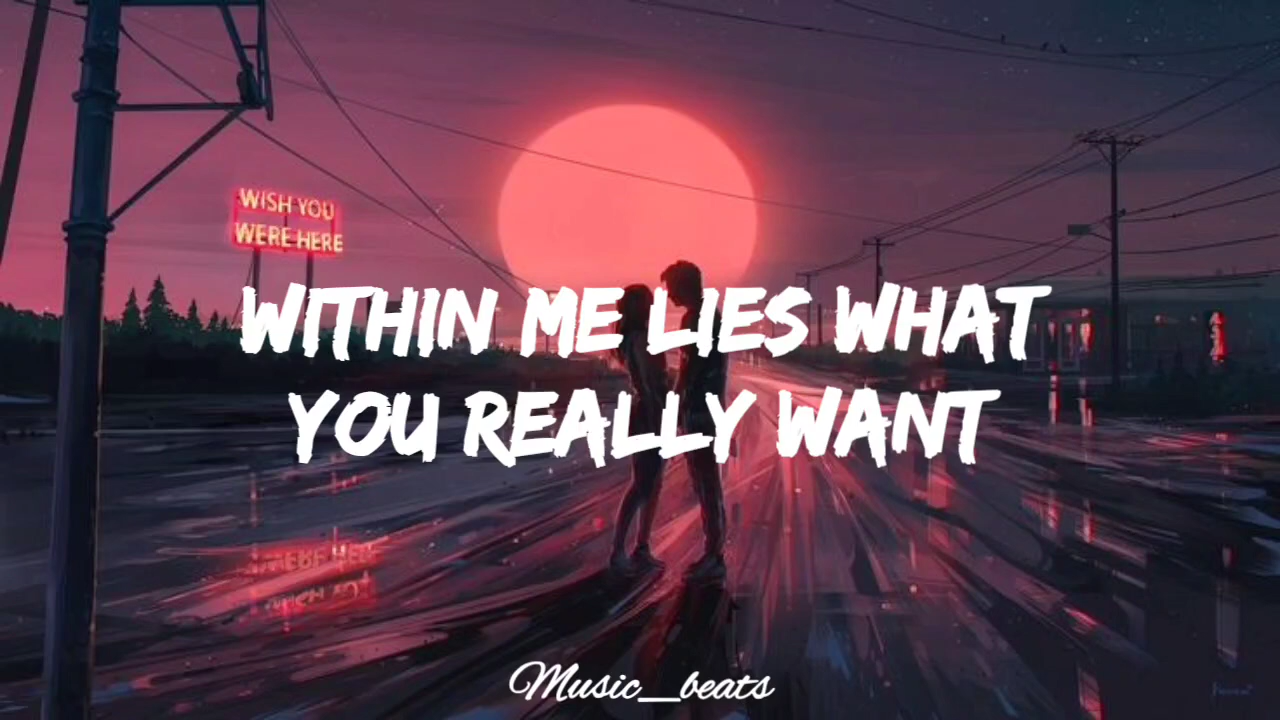 WISH YOU
WERE HERE
WITHIN ME LIES WHAT
YOU REALLY WANT
Music_beats